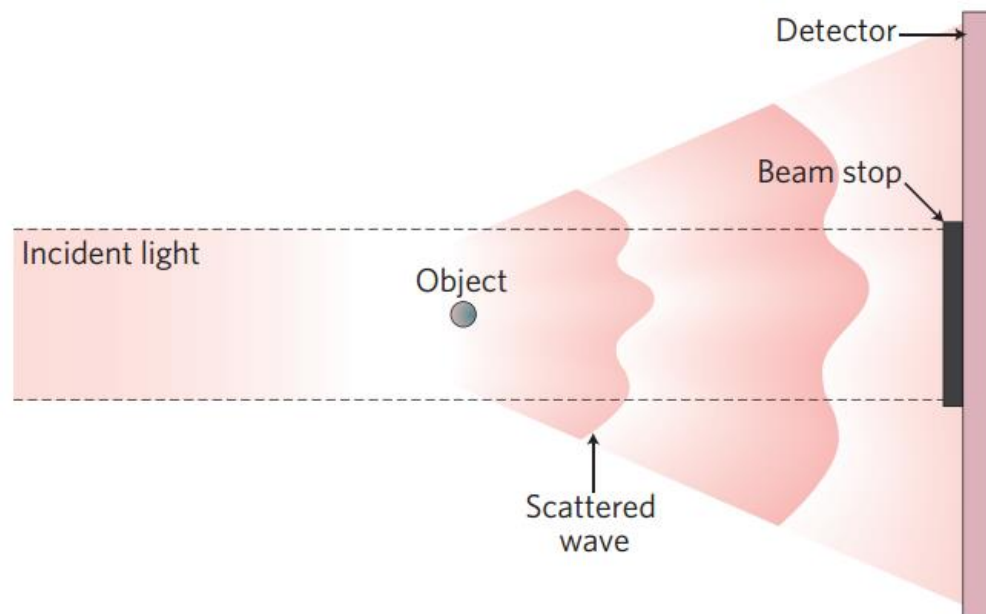 Detector
Beam stop
Incident light
Object
Scattered
wave